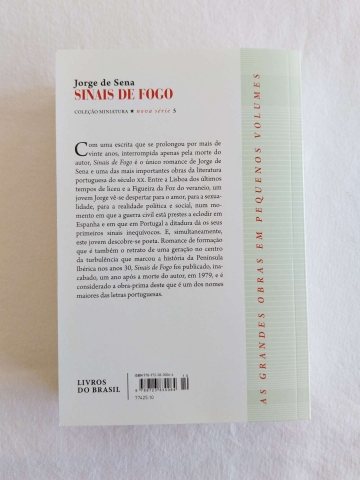 Jorge de Sena
SINAIS DE FOGO
COLEÇÃO MINIATURA ★ nova série 5
Com uma escrita que se prolongou por mais de
vinte anos, interrompida apenas pela morte do
autor, Sinais de Fogo é o único romance de Jorge
de Sena e uma das mais importantes obras da literatura
portuguesa do século XX. Entre a Lisboa dos últimos
tempos de liceu e a Figueira da Foz do veraneio, um
jovem Jorge vê-se despertar para o amor, para a sexua-
lidade, para a realidade política e social, num mo-
mento em que a guerra civil está prestes a eclodir em
Espanha e em que em Portugal a ditadura dá os seus
primeiros sinais inequívocos. E, simultaneamente,
este jovem descobre-se poeta. Romance de formação
que é também o retrato de uma geração no centro
da turbulência que marcou a história da Península
Ibérica nos anos 30, Sinais de Fogo foi publicado, ina-
cabado, um ano após a morte do autor, em 1979, e é
considerado a obra-prima deste que é um dos nomes
maiores das letras portuguesas.
AS GRANDES OBRAS EM PEQUENOS VOLUMES
LIVROS
DO BRASIL